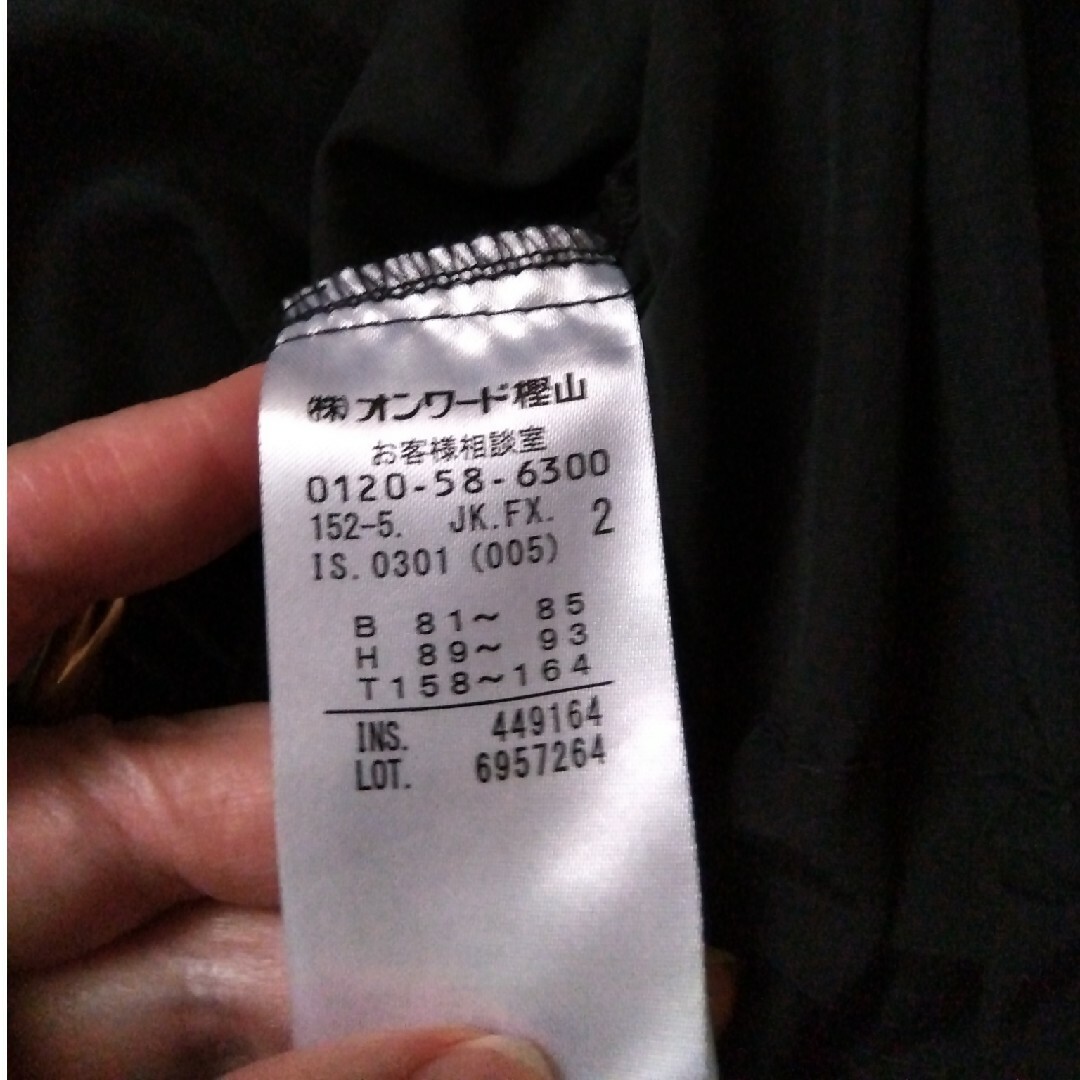 ㈱オンワード樫山
お客様相談室
0120-58-6300
152-5. JK.FX. 2
IS.0301 (005)
B 81～ 85
H 89～ 93
T158～164
INS. 449164
LOT. 6957264